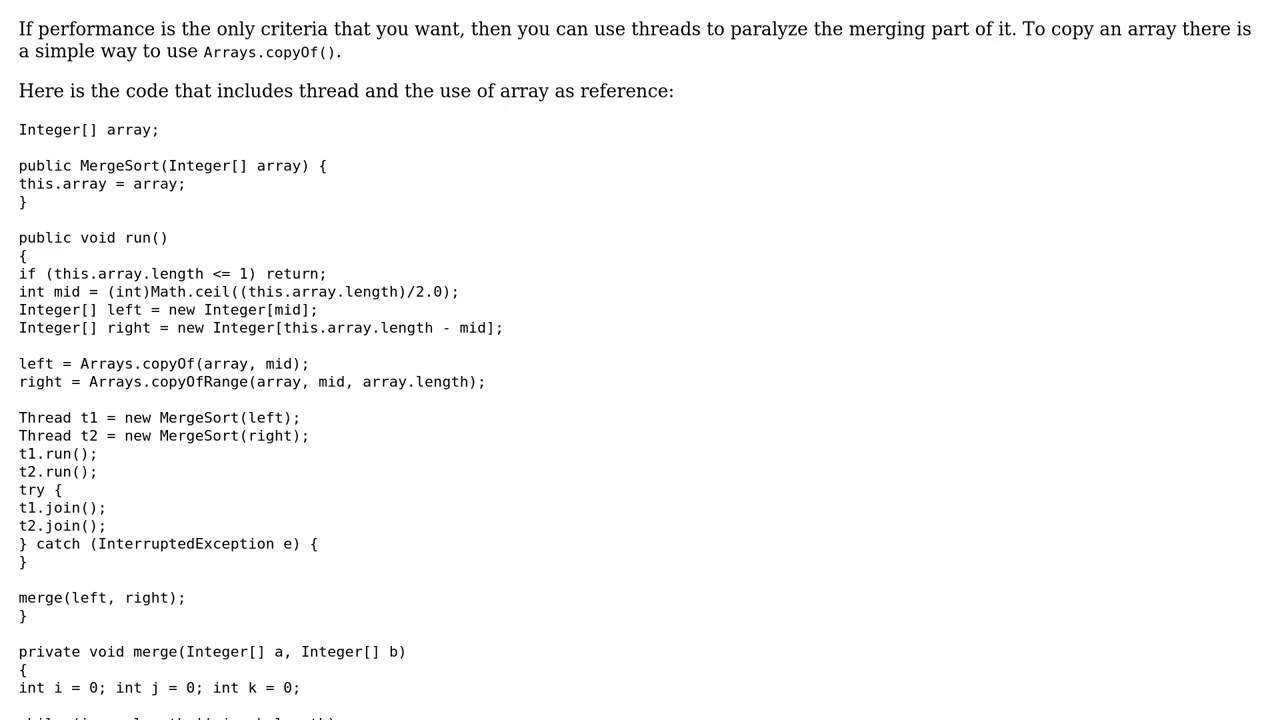 If performance is the only criteria that you want, then you can use threads to paralyze the merging part of it. To copy an array there is
a simple way to use Arrays.copyOf().
Here is the code that includes thread and the use of array as reference:
Integer[] array;
public MergeSort(Integer[] array) {
this.array = array;
}
public void run()
{
if (this.array.length <= 1) return;
int mid = (int)Math.ceil((this.array.length)/2.0);
Integer[] left = new Integer[mid];
Integer[] right = new Integer[this.array.length - mid];
left = Arrays.copyOf(array, mid);
right = Arrays.copyOfRange(array, mid, array.length);
Thread t1 = new MergeSort(left);
Thread t2 = new MergeSort(right);
t1.run();
t2.run();
try {
t1.join();
t2.join();
} catch (InterruptedException e) {
}
merge(left, right);
}
private void merge(Integer[] a, Integer[] b)
{
int i = 0; int j = 0; int k = 0;